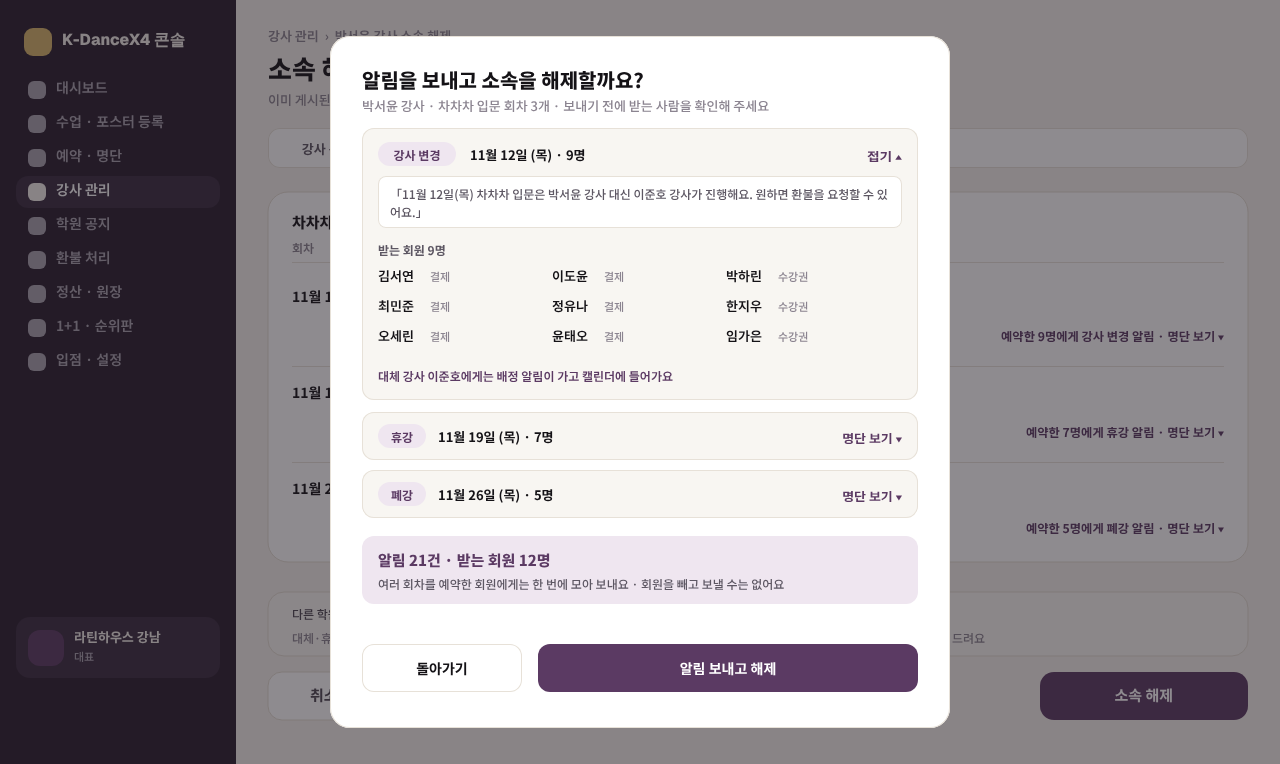 K-DanceX4 콘솔
대시보드
수업 · 포스터 등록
예약 · 명단
강사 관리
학원 공지
환불 처리
정산 · 원장
1+1 · 순위판
입점 · 설정
라틴하우스 강남
대표
강사 관리 › 박서윤 강사 소속 해제
소속 해
이미 게시된
강사
차차차
회차
11월 1
예약한 9명에게 강사 변경 알림 · 명단 보기 ▾
11월 1
예약한 7명에게 휴강 알림 · 명단 보기 ▾
11월 2
예약한 5명에게 폐강 알림 · 명단 보기 ▾
다른 학원
대체·휴
드려요
취소
소속 해제
알림을 보내고 소속을 해제할까요?
박서윤 강사 · 차차차 입문 회차 3개 · 보내기 전에 받는 사람을 확인해 주세요
강사 변경 11월 12일 (목) · 9명 접기 ▴
「11월 12일(목) 차차차 입문은 박서윤 강사 대신 이준호 강사가 진행해요. 원하면 환불을 요청할 수 있
어요.」
받는 회원 9명
김서연 결제 이도윤 결제 박하린 수강권
최민준 결제 정유나 결제 한지우 수강권
오세린 결제 윤태오 결제 임가은 수강권
대체 강사 이준호에게는 배정 알림이 가고 캘린더에 들어가요
휴강 11월 19일 (목) · 7명 명단 보기 ▾
폐강 11월 26일 (목) · 5명 명단 보기 ▾
알림 21건 · 받는 회원 12명
여러 회차를 예약한 회원에게는 한 번에 모아 보내요 · 회원을 빼고 보낼 수는 없어요
돌아가기
알림 보내고 해제